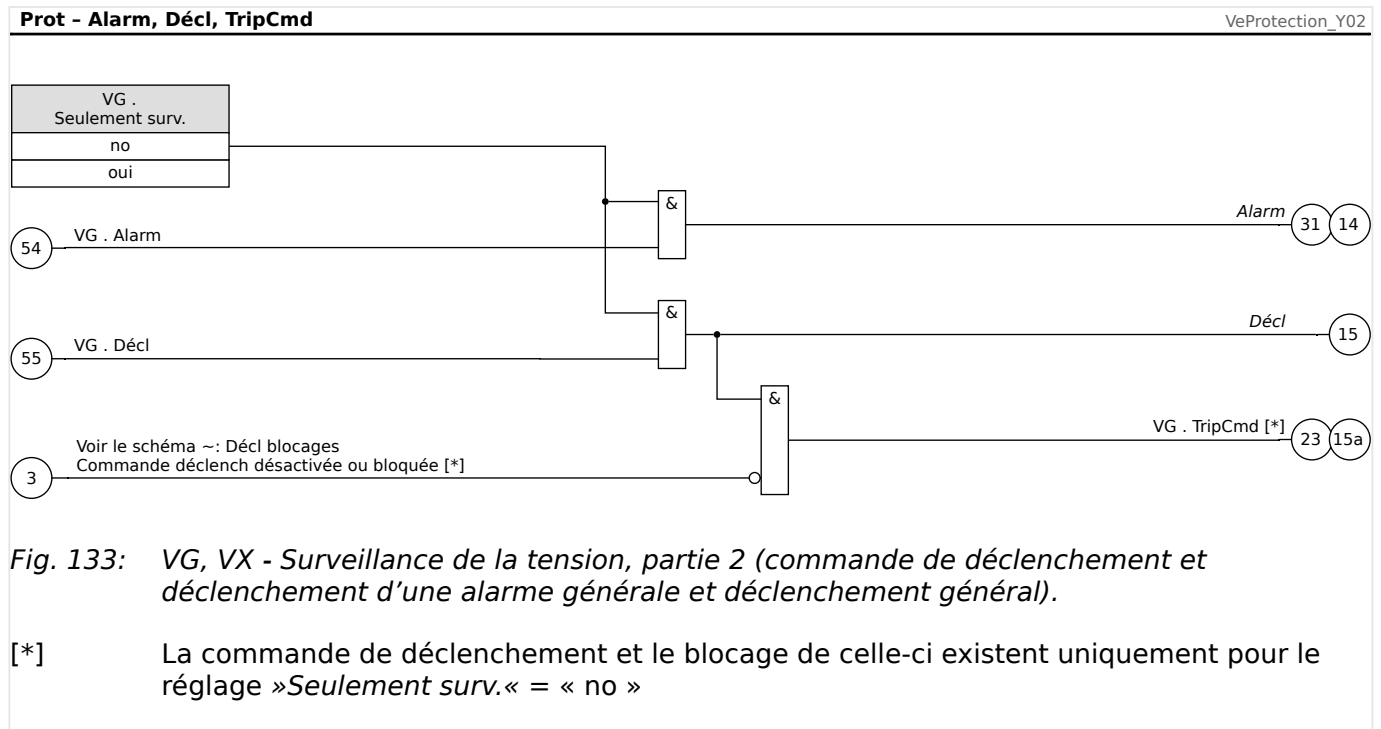 Prot – Alarm, Décl, TripCmd
VeProtection_Y02
VG .
Seulement surv.
no
oui
&
Alarm
31
14
54
VG . Alarm
&
Décl
15
55
VG . Décl
&
VG . TripCmd [*]
23
15a
3
Voir le schéma ~: Décl blocages
Commande déclench désactivée ou bloquée [*]
Fig. 133: VG, VX - Surveillance de la tension, partie 2 (commande de déclenchement et
déclenchement d’une alarme générale et déclenchement général).
[*] La commande de déclenchement et le blocage de celle-ci existent uniquement pour le
réglage »Seulement surv.« = « no »